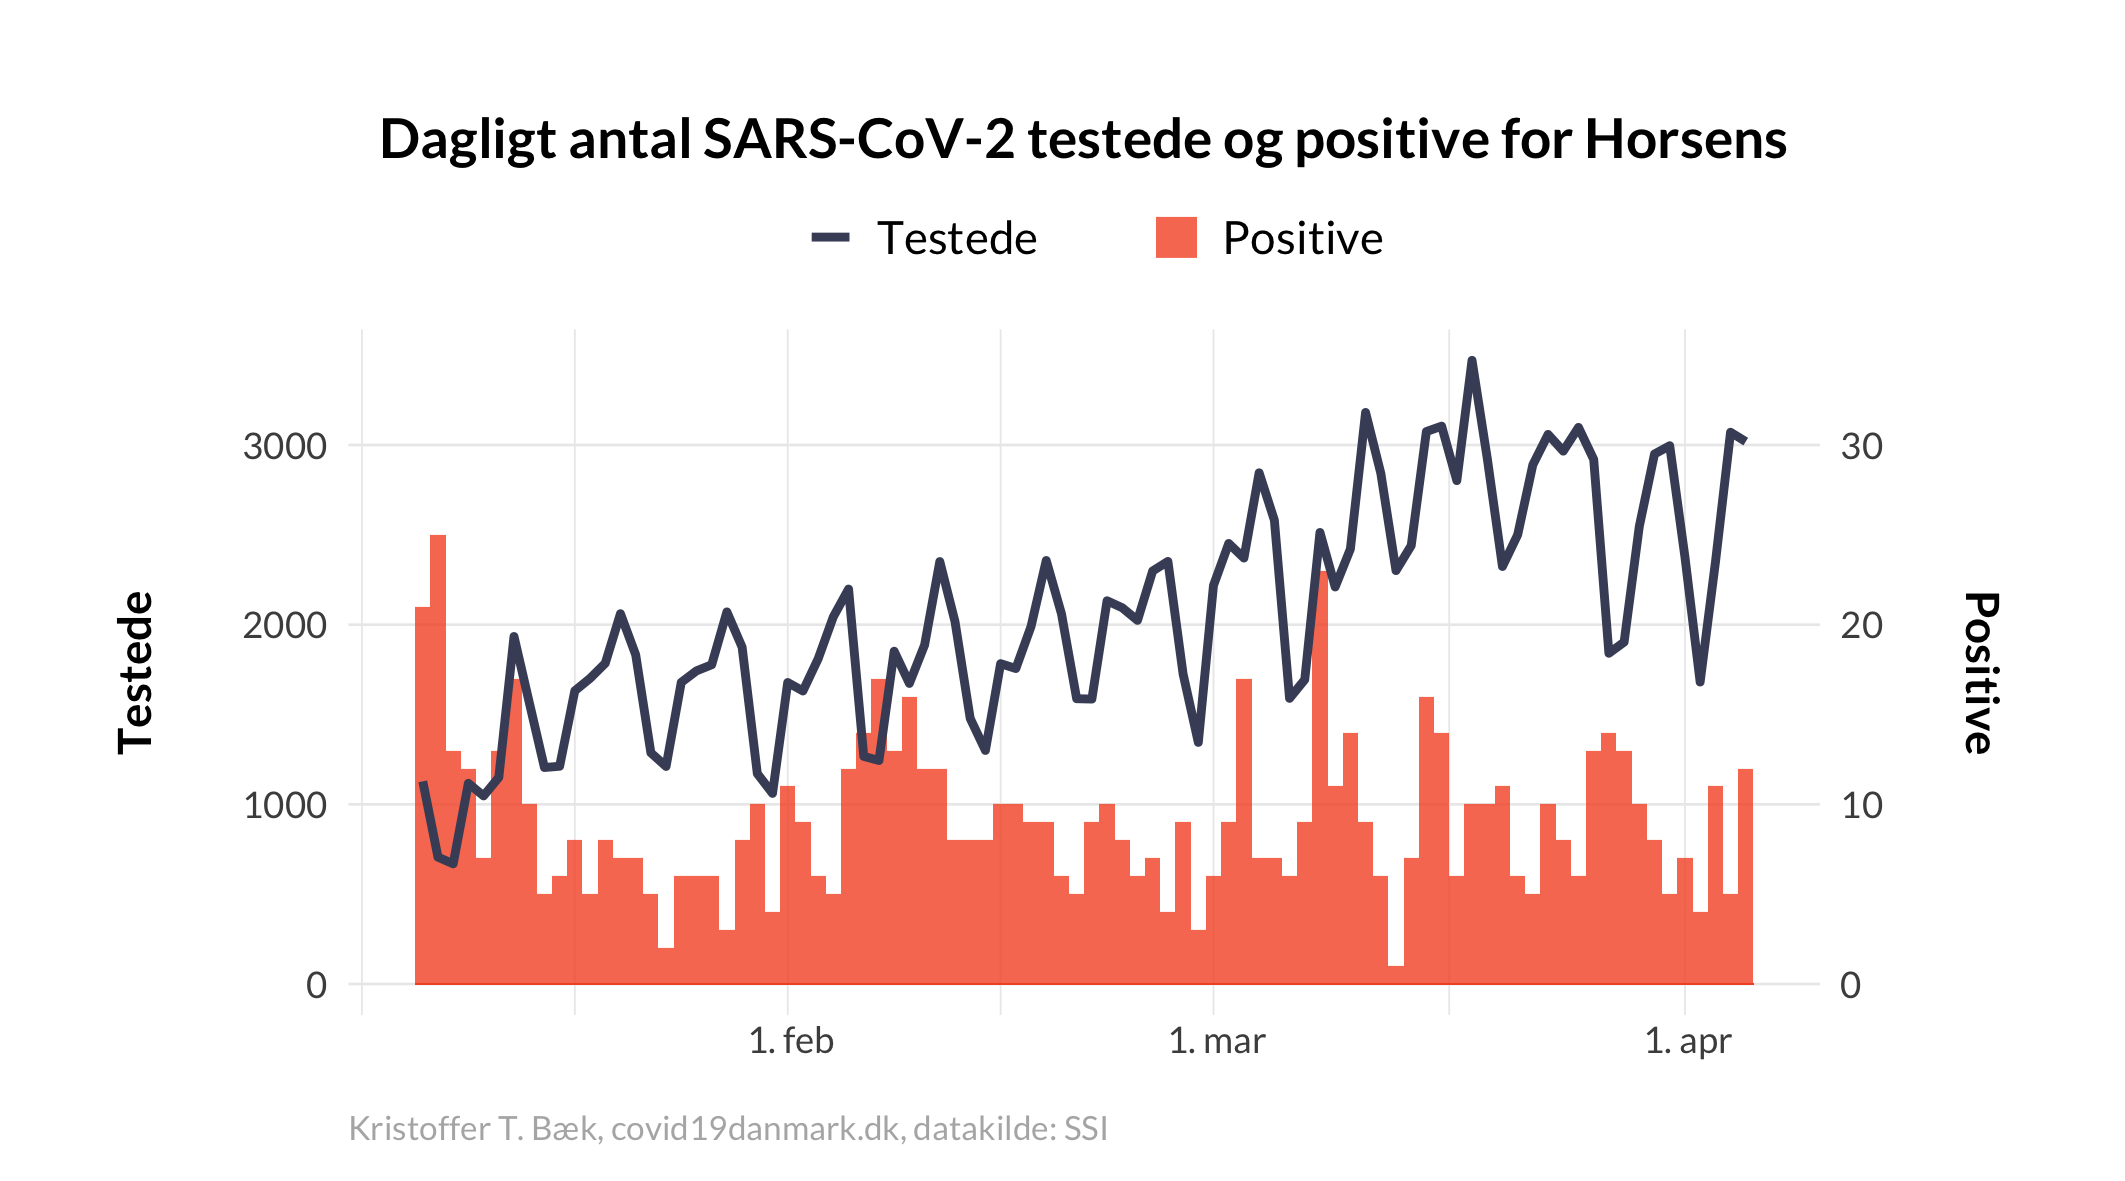 Dagligt antal SARS-CoV-2 testede og positive for Horsens
Testede Positive
3000
2000
1000
0
Testede
30
20
10
0
Positive
1. feb 1. mar 1. apr
Kristoffer T. Bæk, covid19danmark.dk, datakilde: SSI